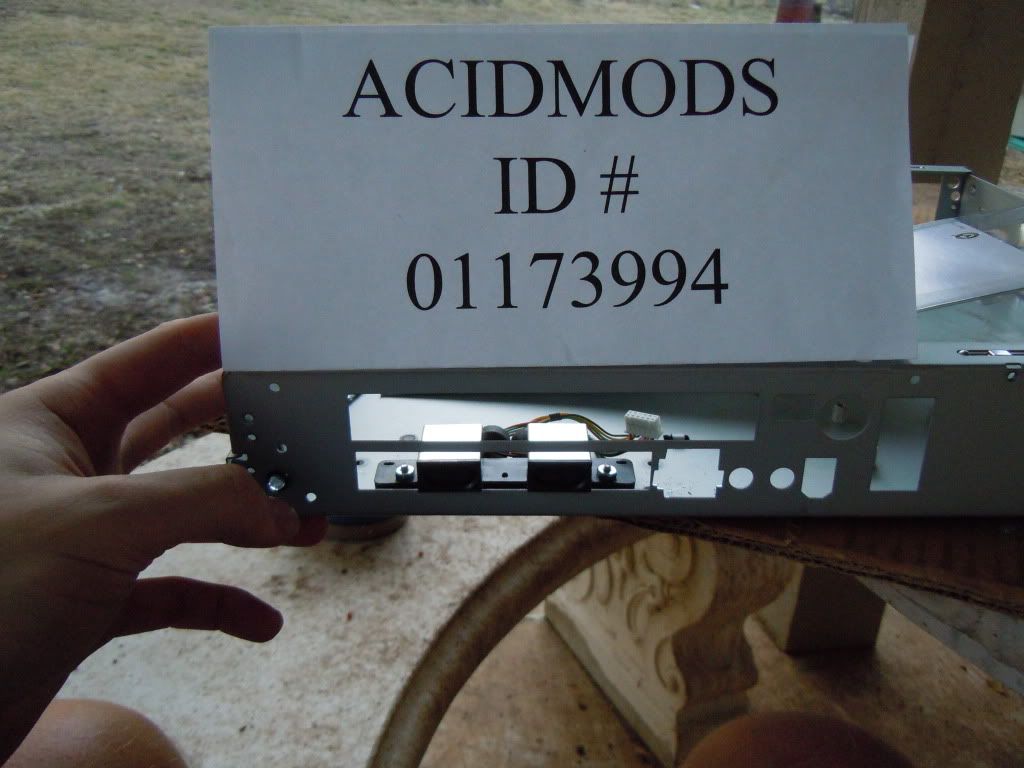 ACIDMODS
ID #
01173994